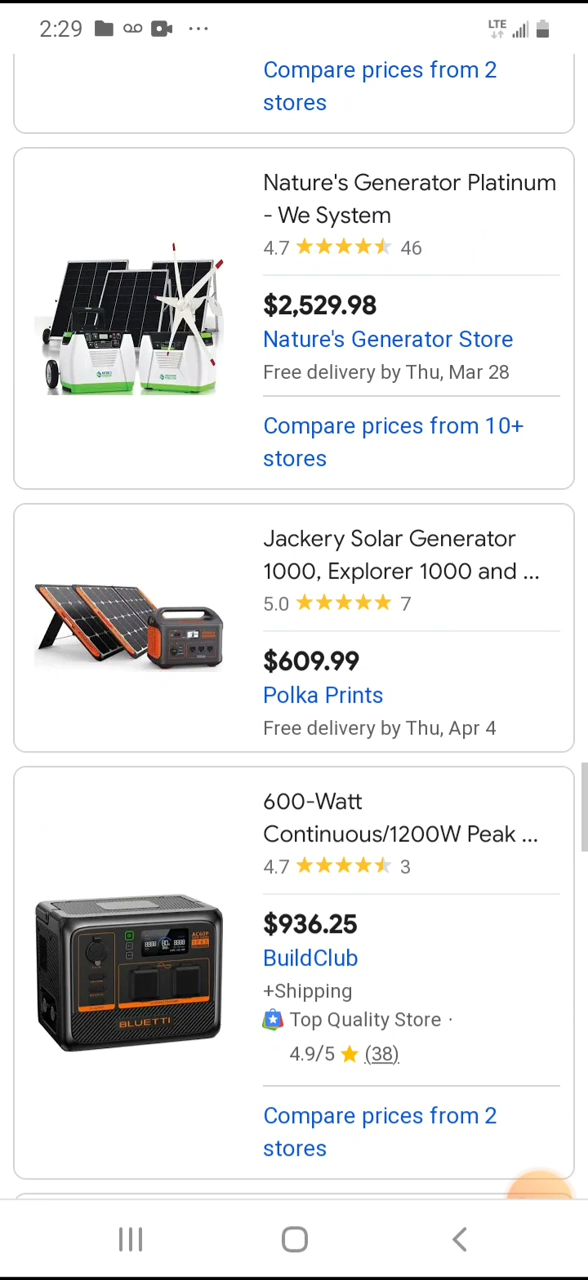 2:29
LTE
Compare prices from 2
stores
Nature's Generator Platinum
- We System
4.7 46
$2,529.98
Nature's Generator Store
Free delivery by Thu, Mar 28
Compare prices from 10+
stores
Jackery Solar Generator
1000, Explorer 1000 and ...
5.0 7
$609.99
Polka Prints
Free delivery by Thu, Apr 4
600-Watt
Continuous/1200W Peak ...
4.7 3
$936.25
BuildClub
+Shipping
Top Quality Store ·
4.9/5 (38)
Compare prices from 2
stores
BLUETTI